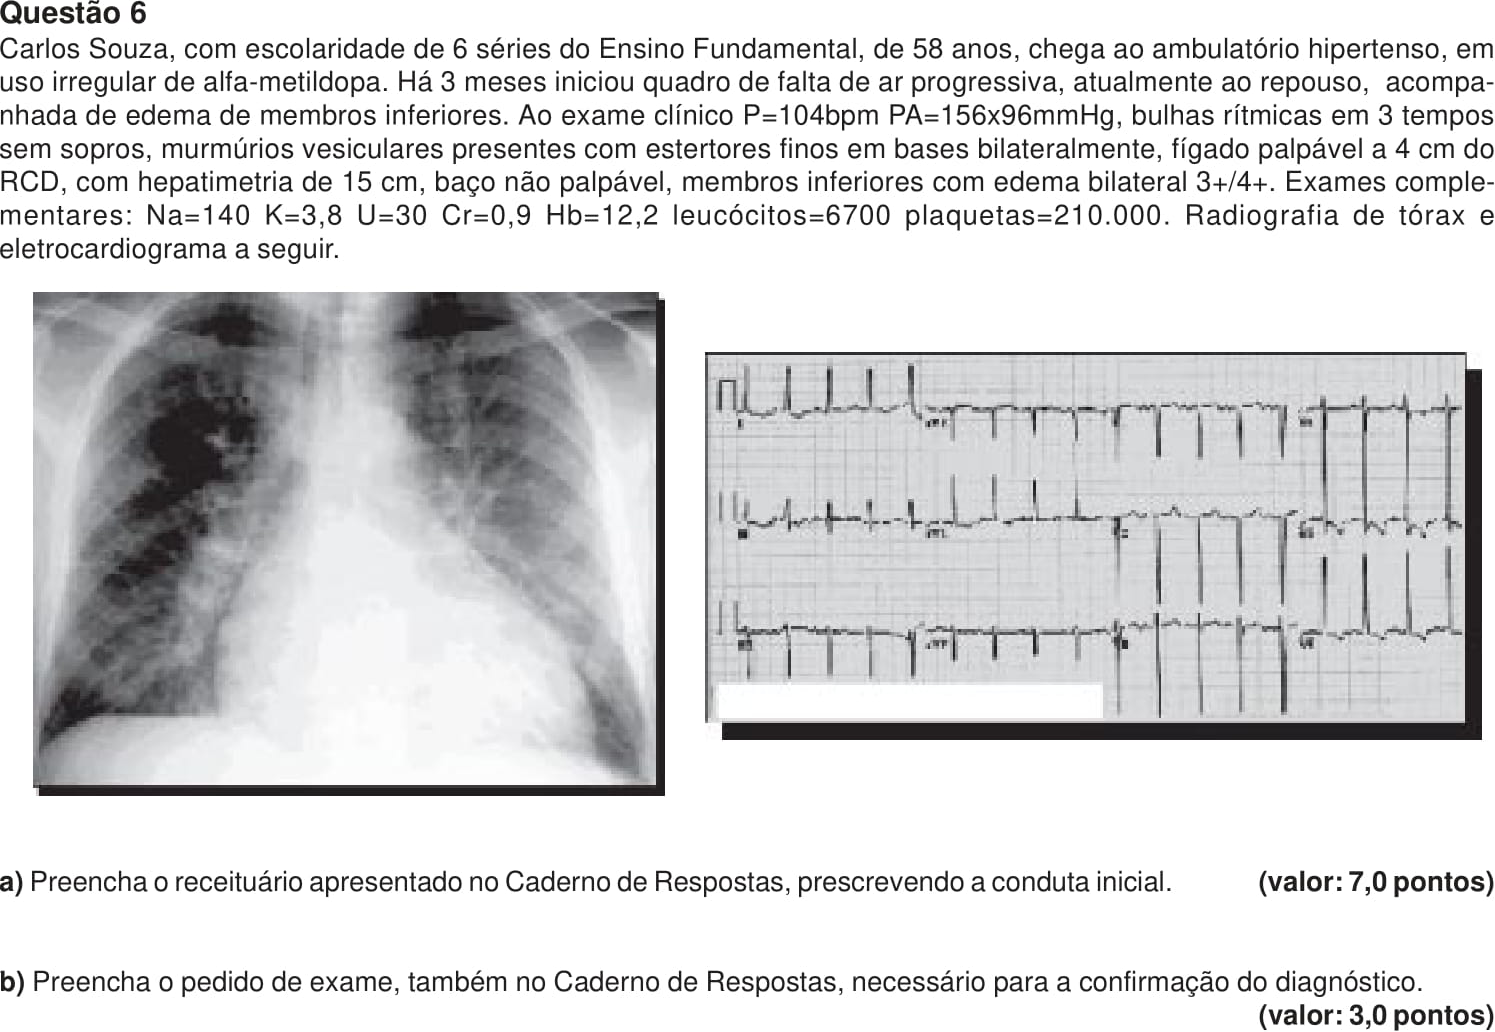 Questão 6
Carlos Souza, com escolaridade de 6 séries do Ensino Fundamental, de 58 anos, chega ao ambulatório hipertenso, em
uso irregular de alfa-metildopa. Há 3 meses iniciou quadro de falta de ar progressiva, atualmente ao repouso, acompa-
nhada de edema de membros inferiores. Ao exame clínico P=104bpm PA=156x96mmHg, bulhas rítmicas em 3 tempos
sem sopros, murmúrios vesiculares presentes com estertores finos em bases bilateralmente, fígado palpável a 4 cm do
RCD, com hepatimetria de 15 cm, baço não palpável, membros inferiores com edema bilateral 3+/4+. Exames comple-
mentares: Na=140 K=3,8 U=30 Cr=0,9 Hb=12,2 leucócitos=6700 plaquetas=210.000. Radiografia de tórax e
eletrocardiograma a seguir.
a) Preencha o receituário apresentado no Caderno de Respostas, prescrevendo a conduta inicial. (valor: 7,0 pontos)
b) Preencha o pedido de exame, também no Caderno de Respostas, necessário para a confirmação do diagnóstico.
(valor: 3,0 pontos)